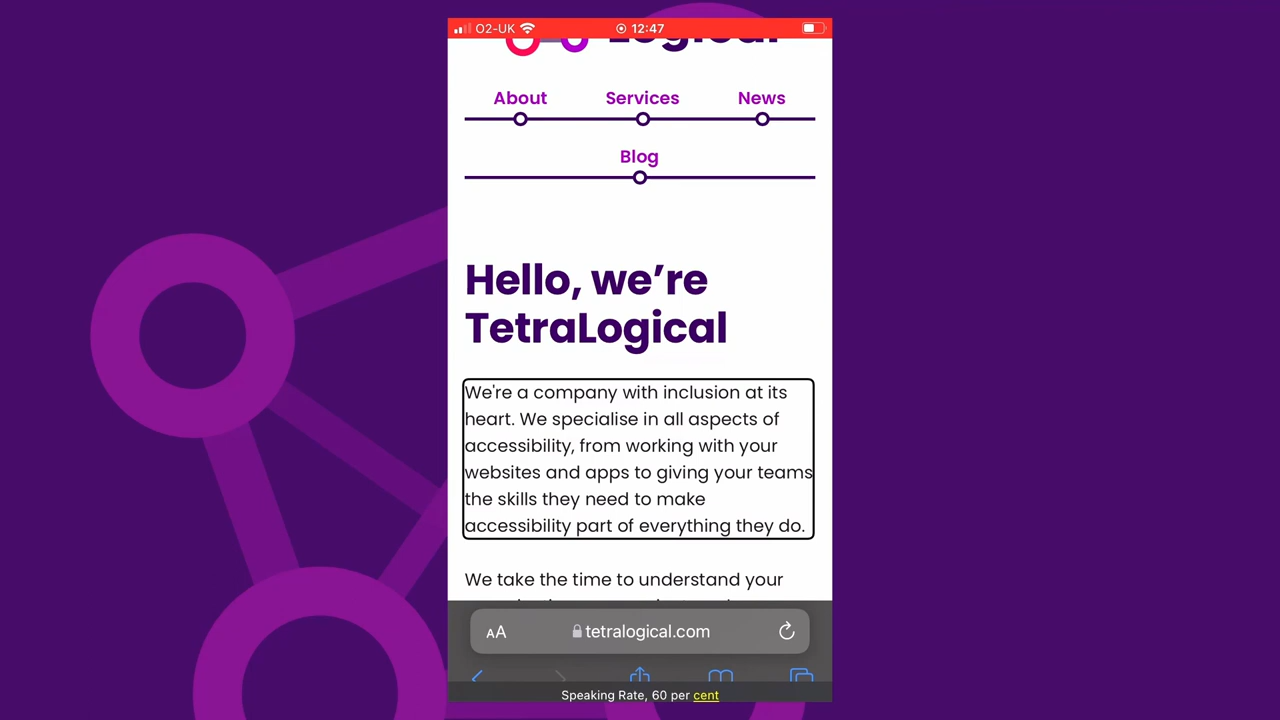 O2-UK 12:47
Logical
About Services News
Blog
Hello, we’re
TetraLogical
We're a company with inclusion at its
heart. We specialise in all aspects of
accessibility, from working with your
websites and apps to giving your teams
the skills they need to make
accessibility part of everything they do.
We take the time to understand your
AA tetralogical.com
Speaking Rate, 60 per cent